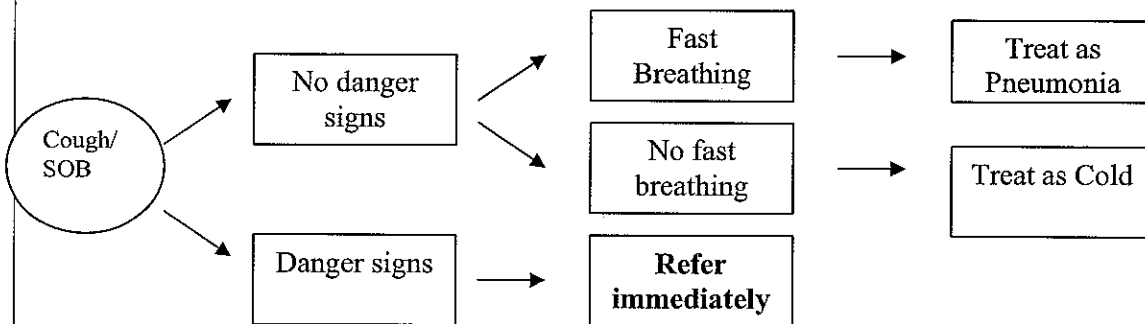 Cough/
SOB
No danger
signs
Danger signs
Fast
Breathing
No fast
breathing
Refer
immediately
Treat as
Pneumonia
Treat as Cold